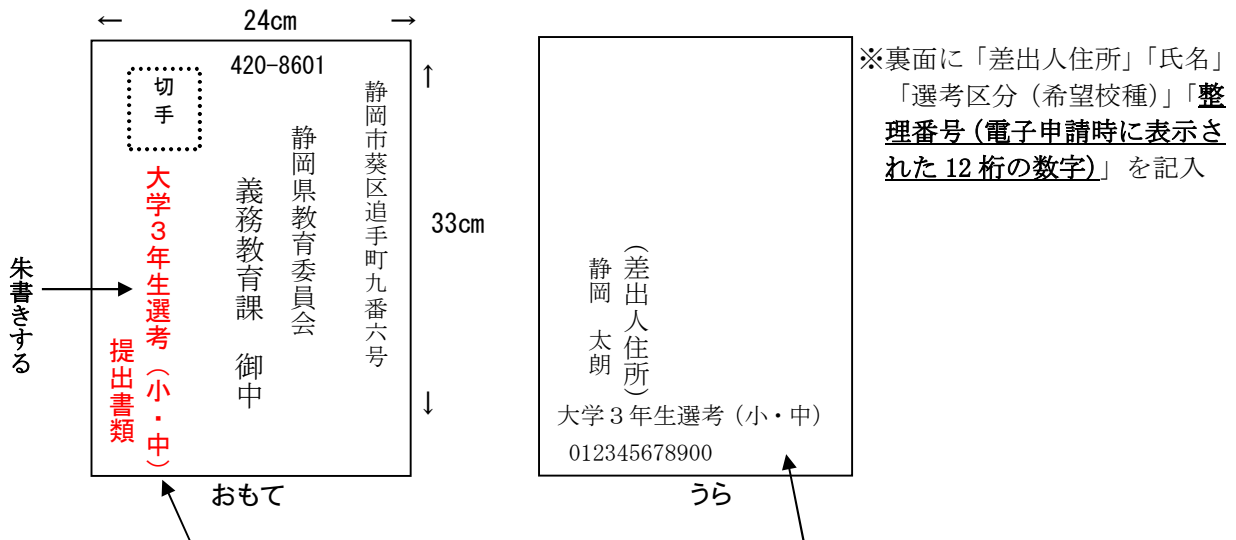 ← 24cm →
420-8601
切手
静岡市葵区追手町九番六号
静岡県教育委員会
義務教育課 御中
大学3年生選考(小・中)
提出書類
朱書きする
↑
33cm
↓
おもて
(差出人住所)
静岡 太朗
大学3年生選考(小・中)
012345678900
うら
※裏面に「差出人住所」「氏名」
「選考区分(希望校種)」「整
理番号(電子申請時に表示さ
れた12桁の数字)」を記入